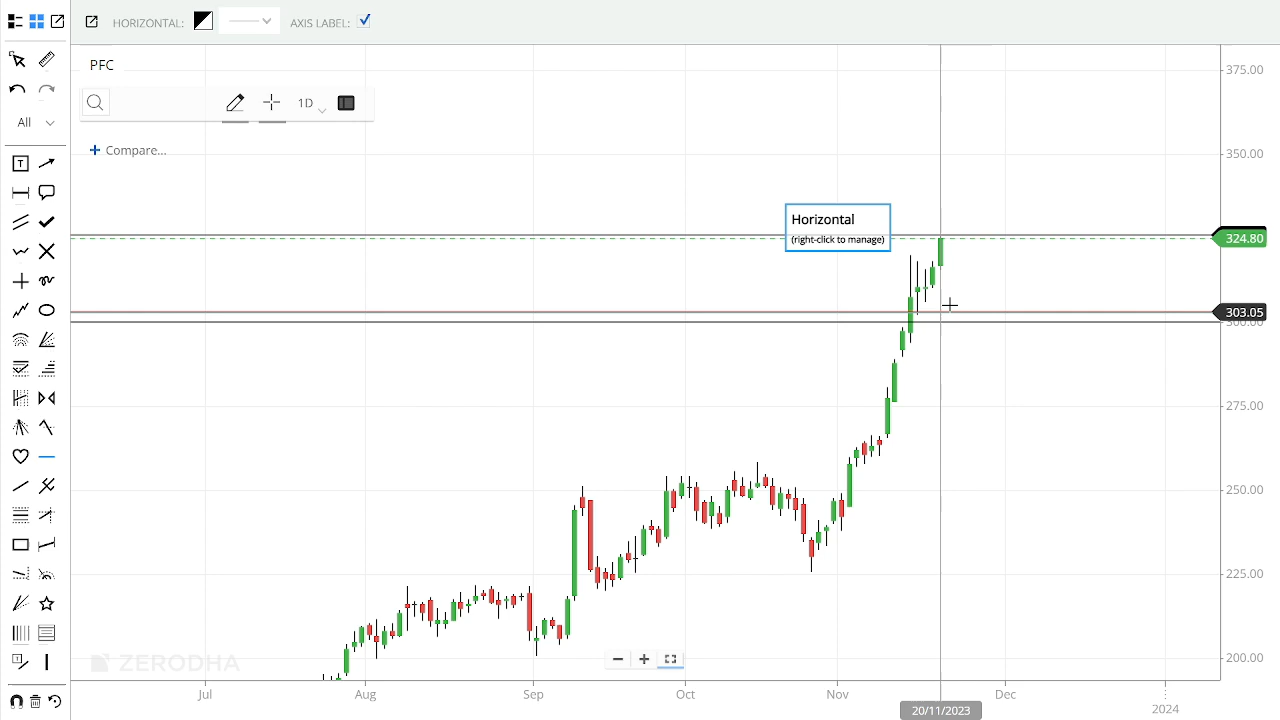 HORIZONTAL:
AXIS LABEL:
PFC
1D
All
Compare...
T
Horizontal
(right-click to manage)
375.00
350.00
324.80
303.05
300.00
275.00
250.00
225.00
200.00
ZERODHA
Jul
Aug
Sep
Oct
Nov
Dec
2024
20/11/2023